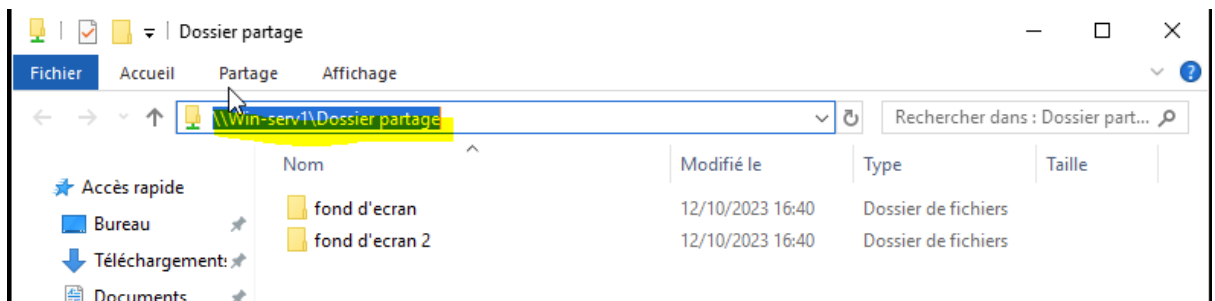 Dossier partage
Fichier Accueil Partage Affichage
\\Win-serv1\Dossier partage
Rechercher dans : Dossier part...
Nom Modifié le Type Taille
Accès rapide
fond d'ecran 12/10/2023 16:40 Dossier de fichiers
Bureau
fond d'ecran 2 12/10/2023 16:40 Dossier de fichiers
Téléchargements
Documents